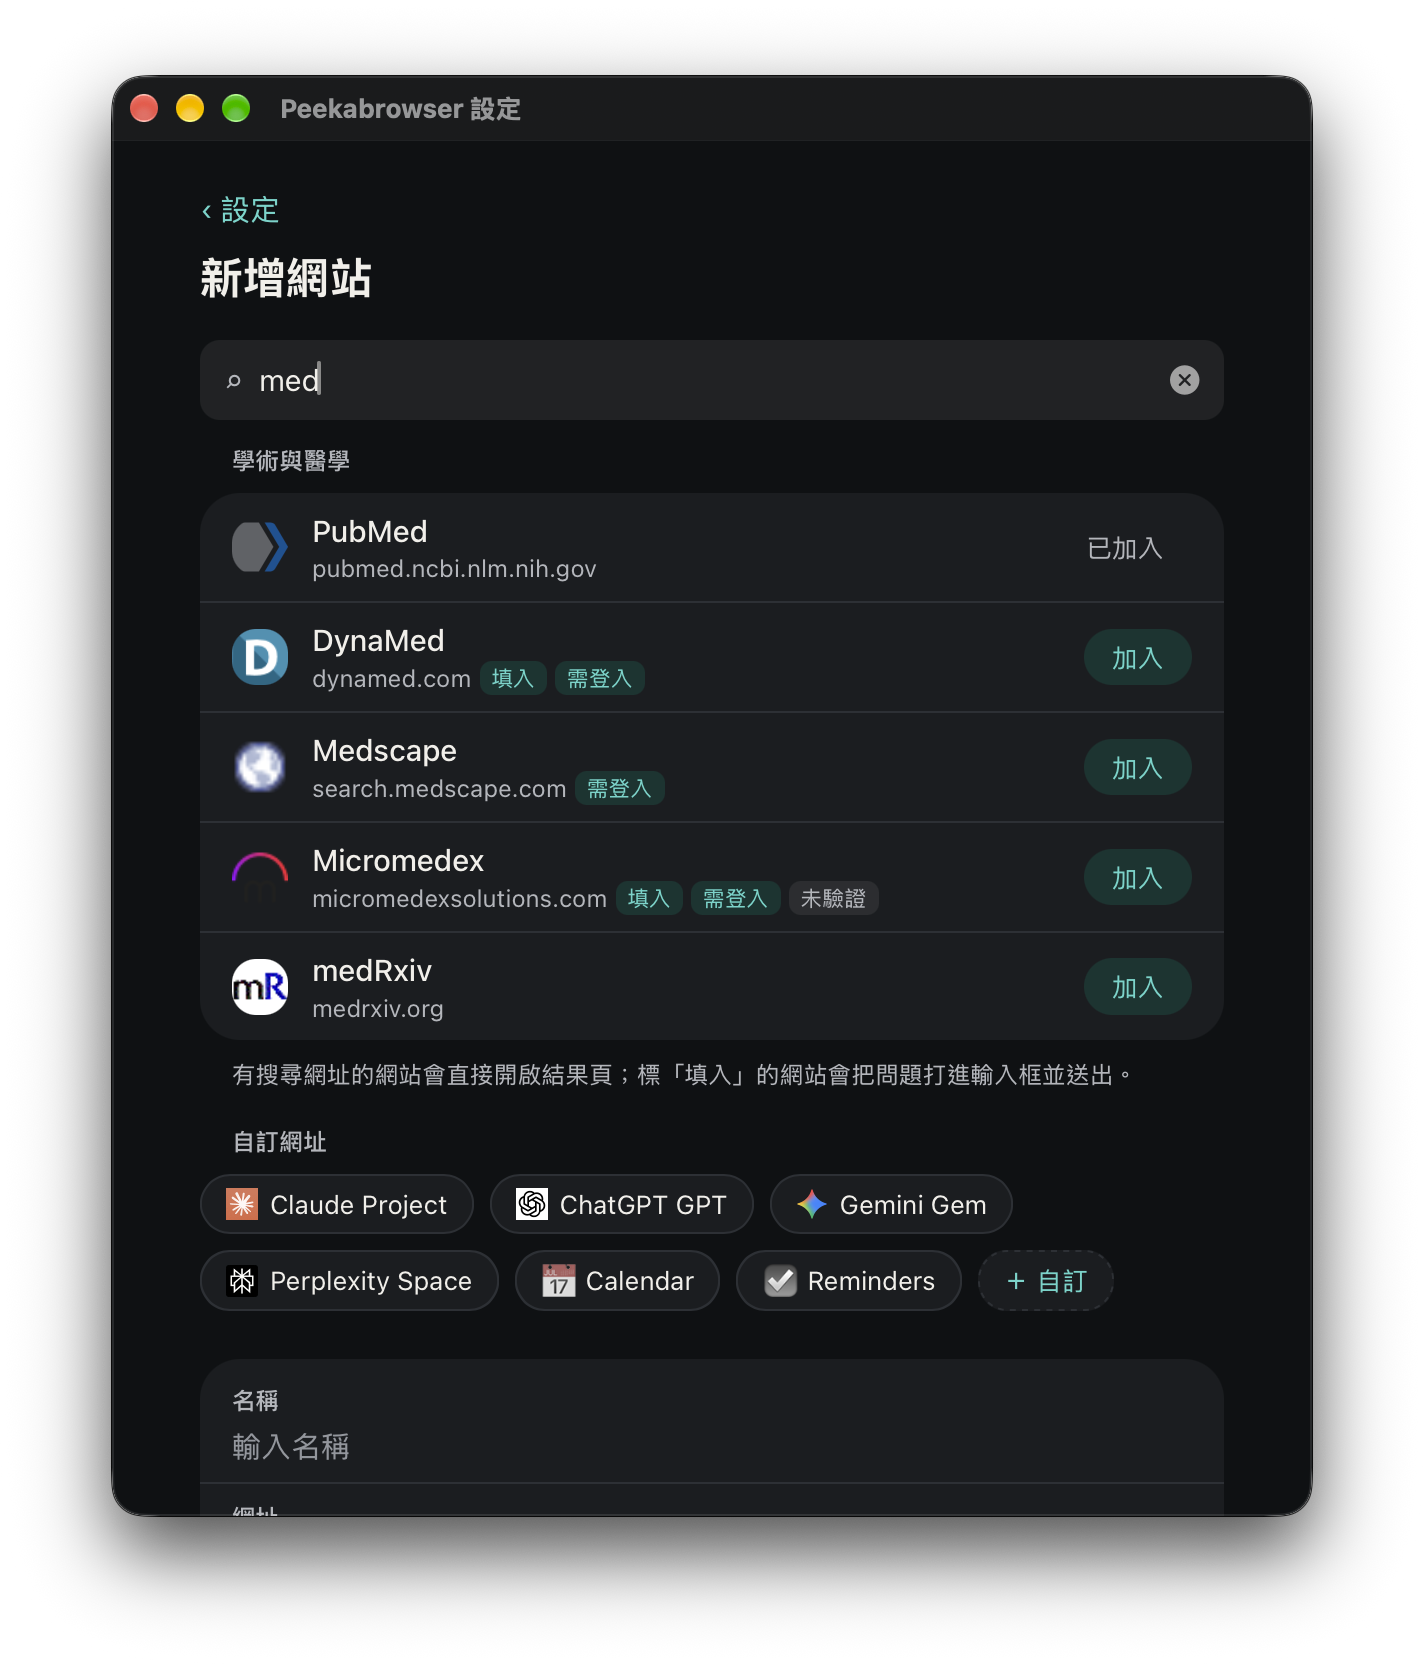 Peekabrowser 設定
‹ 設定
新增網站
med
學術與醫學
PubMed
pubmed.ncbi.nlm.nih.gov
已加入
DynaMed
dynamed.com 填入 需登入
加入
Medscape
search.medscape.com 需登入
加入
Micromedex
micromedexsolutions.com 填入 需登入 未驗證
加入
mR
medRxiv
medrxiv.org
加入
有搜尋網址的網站會直接開啟結果頁；標「填入」的網站會把問題打進輸入框並送出。
自訂網址
Claude Project ChatGPT GPT Gemini Gem
Perplexity Space JUL 17 Calendar Reminders + 自訂
名稱
輸入名稱
網址